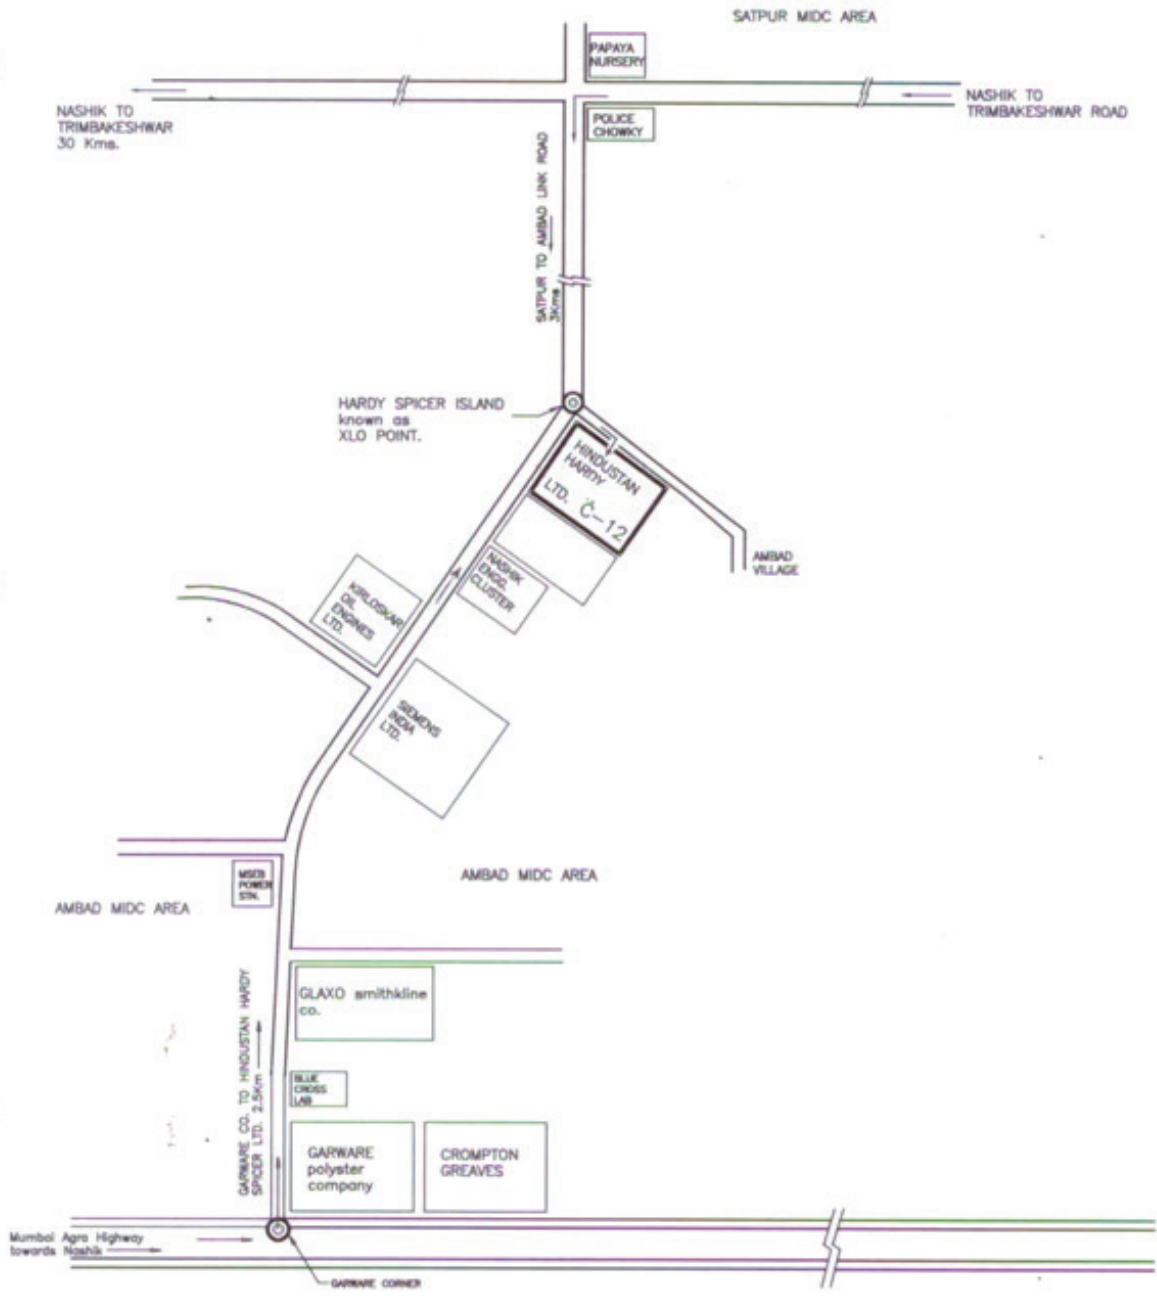 SATPUR MIDC AREA
PAPAYA
NURSERY
NASHIK TO
TRIMBAKESHWAR
30 Kms.
NASHIK TO
TRIMBAKESHWAR ROAD
POLICE
CHOWKY
SATPUR TO AMBAD LINK ROAD
3Kms
HARDY SPICER ISLAND
known as
XLO POINT.
HINDUSTAN
HARDY
LTD. C-12
AMBAD
VILLAGE
NASHIK
ENGG.
CLUSTER
KIRLOSKAR
OIL
ENGINES
LTD.
SIEMENS
INDIA
LTD.
MSEB
POWER
STN.
AMBAD MIDC AREA
AMBAD MIDC AREA
GLAXO smithkline
co.
GARWARE CO. TO HINDUSTAN HARDY
SPICER LTD. 2.5Km
BLUE
CROSS
LAB
GARWARE
polyster
company
CROMPTON
GREAVES
Mumbai Agra Highway
towards Nashik
GARWARE CORNER